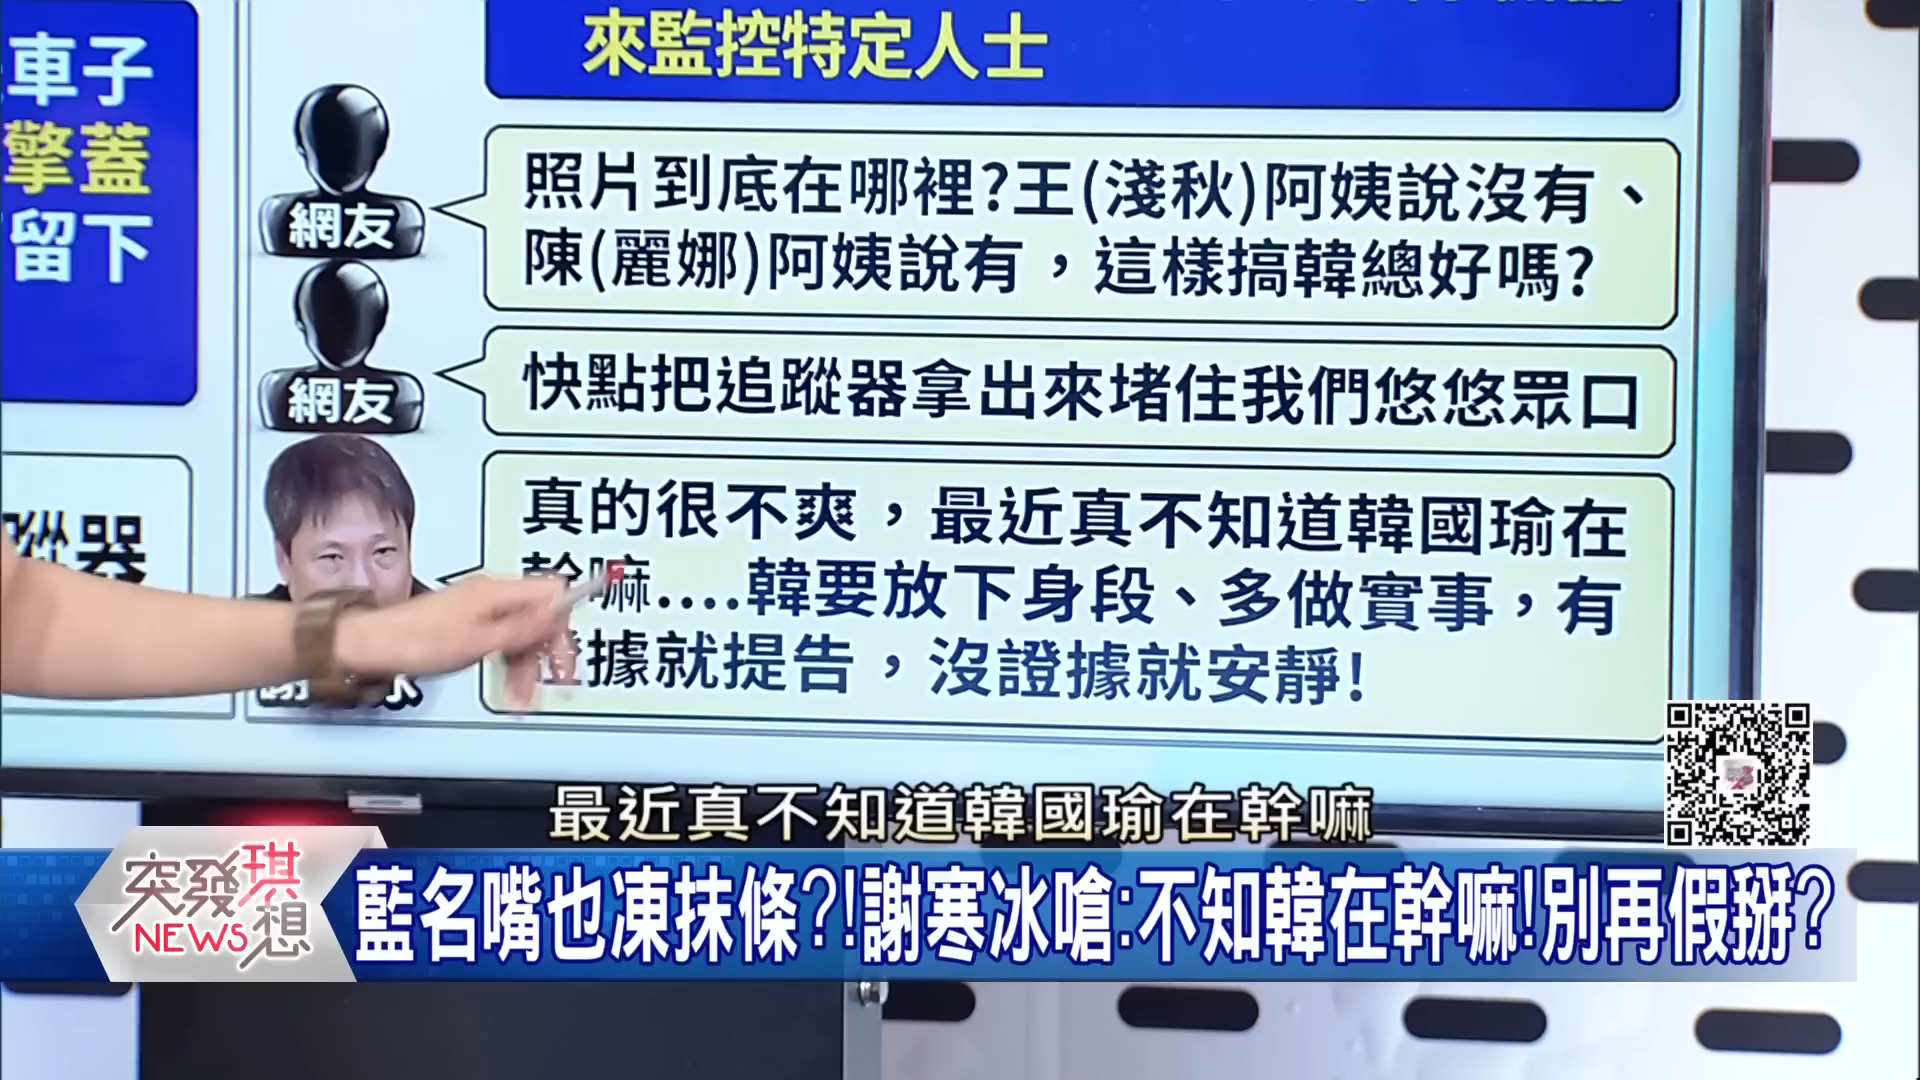 車子
擎蓋
留下
蹤器
來監控特定人士
網友
照片到底在哪裡?王(淺秋)阿姨說沒有、
陳(麗娜)阿姨說有，這樣搞韓總好嗎?
網友
快點把追蹤器拿出來堵住我們悠悠眾口
真的很不爽，最近真不知道韓國瑜在
幹嘛....韓要放下身段、多做實事，有
證據就提告，沒證據就安靜!
最近真不知道韓國瑜在幹嘛
突發琪想
NEWS
藍名嘴也凍抹條?!謝寒冰嗆:不知韓在幹嘛!別再假掰?